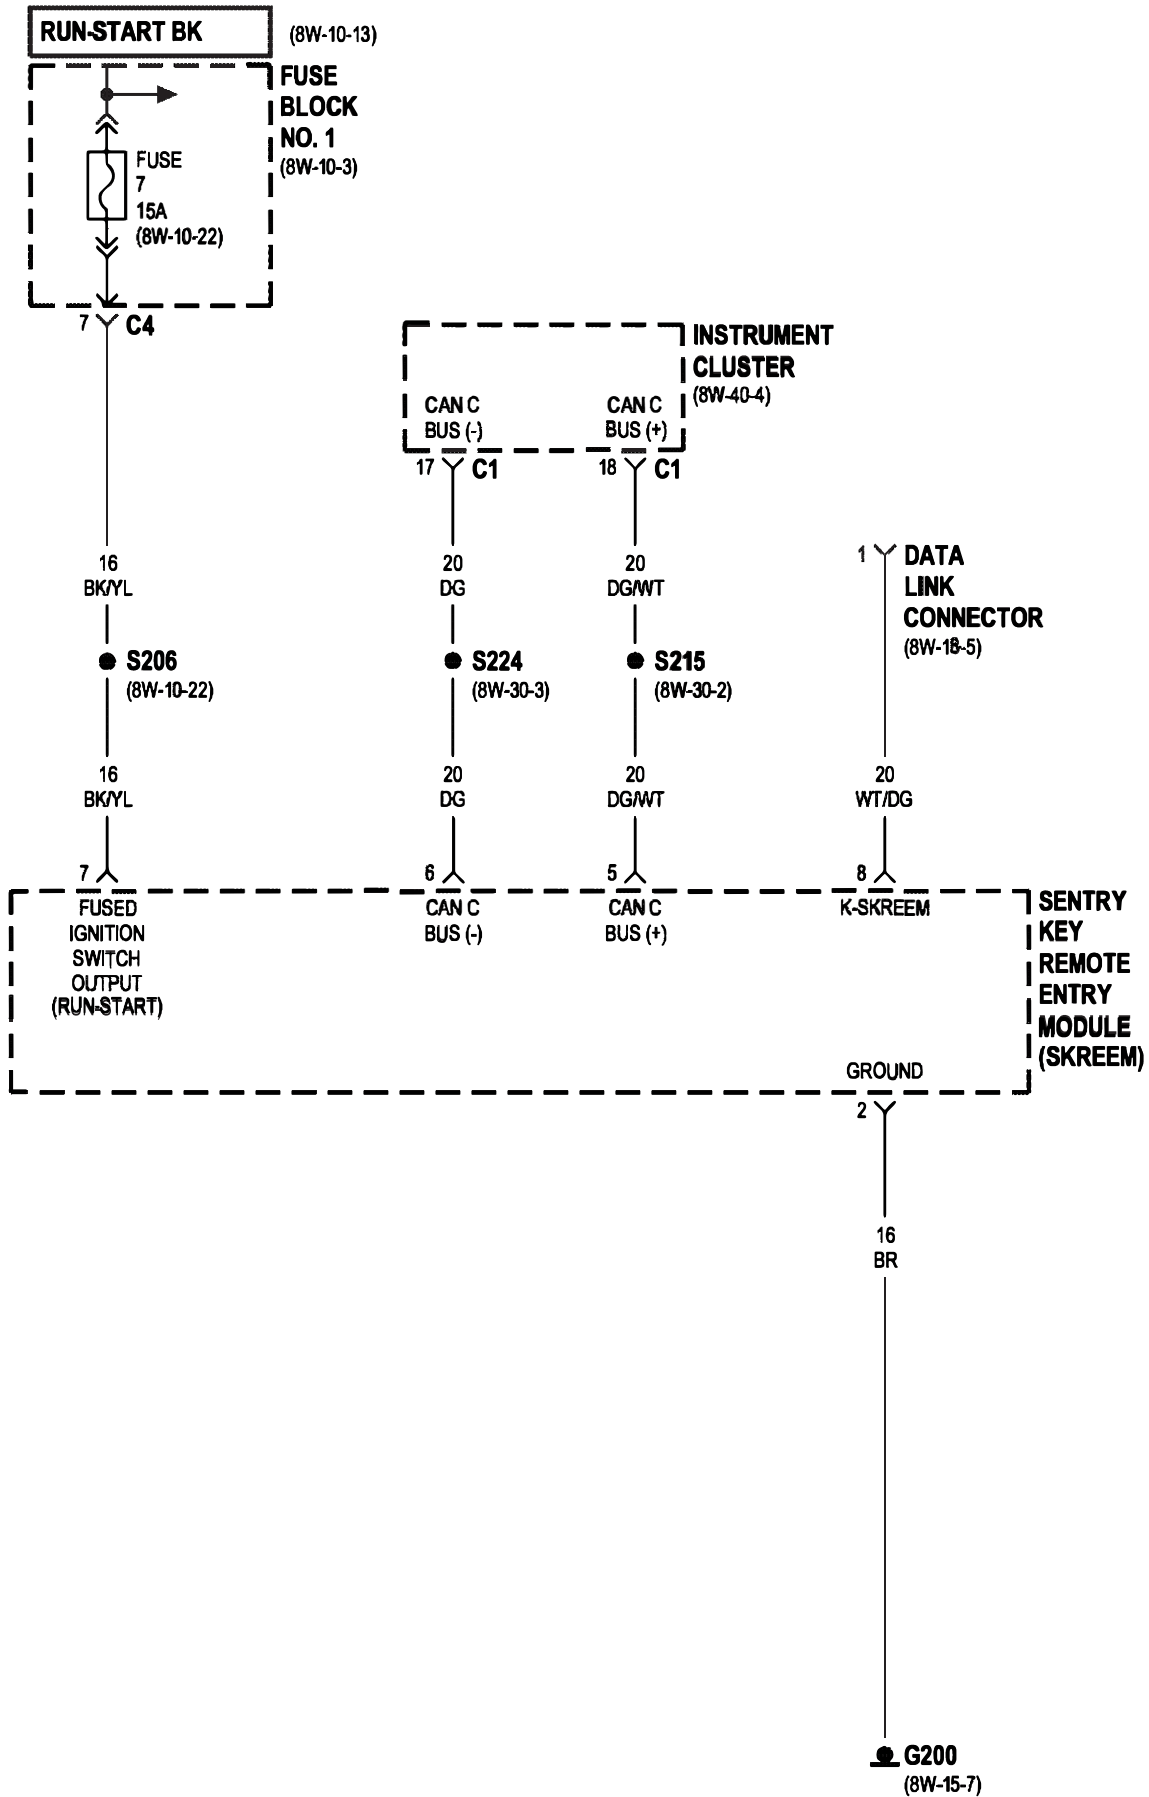 RUN-START BK
(8W-10-13)
FUSE
BLOCK
NO. 1
(8W-10-3)
FUSE
7
15A
(8W-10-22)
7
C4
INSTRUMENT
CLUSTER
(8W-40-4)
CAN C
BUS (-)
CAN C
BUS (+)
17
C1
18
C1
16
BK/YL
20
DG
20
DG/WT
1
DATA
LINK
CONNECTOR
(8W-18-5)
S206
(8W-10-22)
S224
(8W-30-3)
S215
(8W-30-2)
16
BK/YL
20
DG
20
DG/WT
20
WT/DG
7
6
5
8
FUSED
IGNITION
SWITCH
OUTPUT
(RUN-START)
CAN C
BUS (-)
CAN C
BUS (+)
K-SKREEM
SENTRY
KEY
REMOTE
ENTRY
MODULE
(SKREEM)
GROUND
2
16
BR
G200
(8W-15-7)